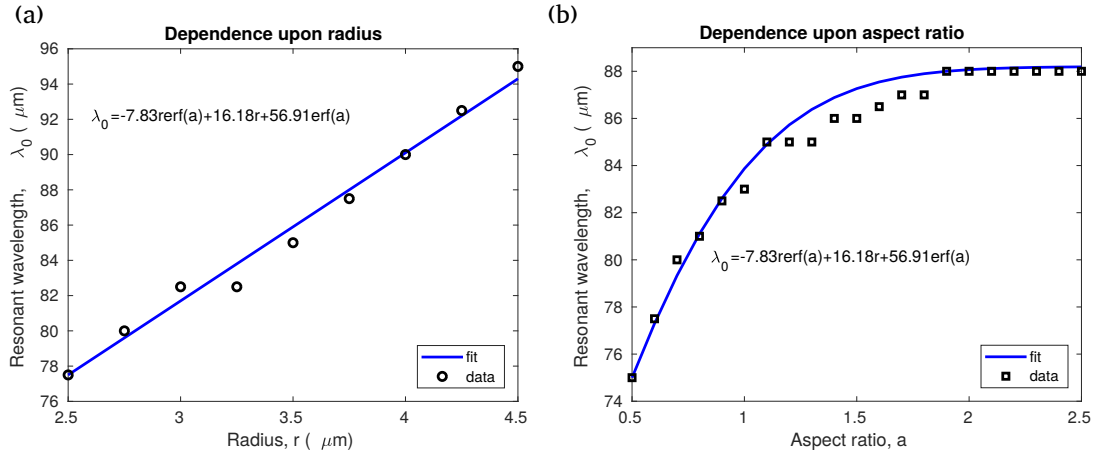 (a)
Dependence upon radius
Resonant wavelength, λ0 ( μm)
96
94
92
90
88
86
84
82
80
78
76
λ0=-7.83rerf(a)+16.18r+56.91erf(a)
fit
data
2.5 3 3.5 4 4.5
Radius, r ( μm)
(b)
Dependence upon aspect ratio
Resonant wavelength, λ0 ( μm)
88
86
84
82
80
78
76
74
λ0=-7.83rerf(a)+16.18r+56.91erf(a)
fit
data
0.5 1 1.5 2 2.5
Aspect ratio, a